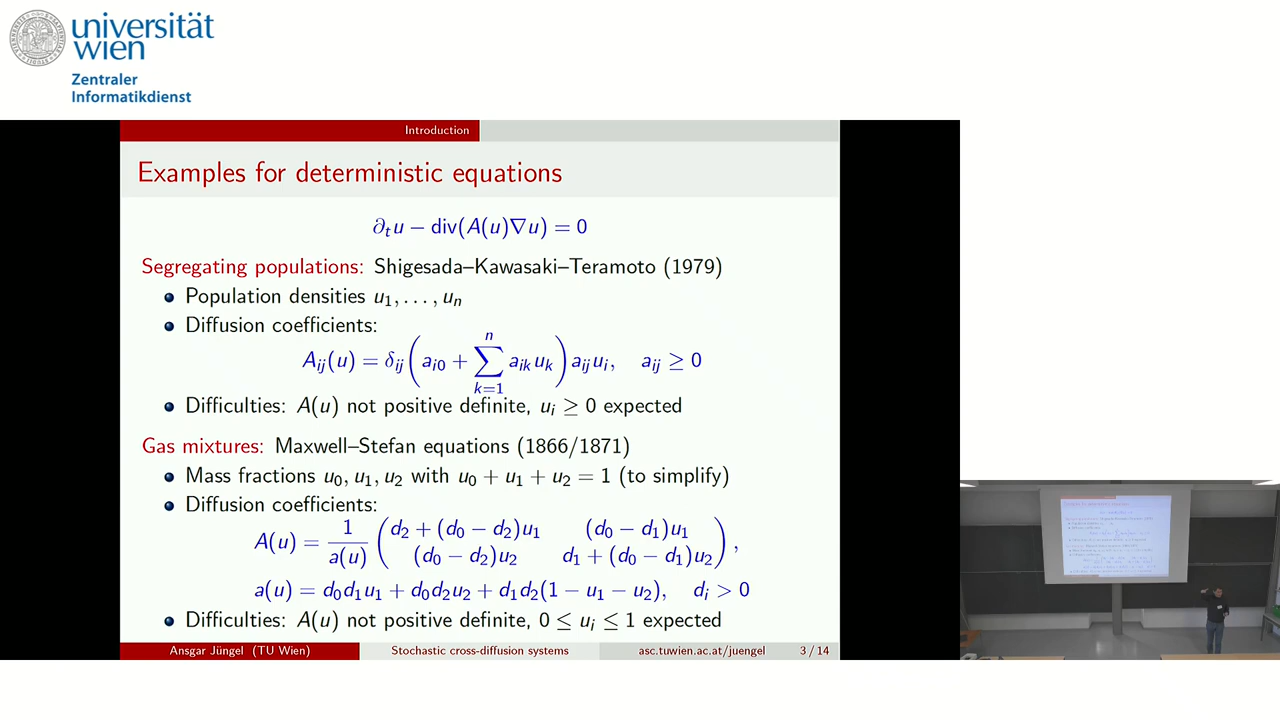 universität
wien
Zentraler
Informatikdienst
Introduction
Examples for deterministic equations
∂ₜu − div(A(u)∇u) = 0
Segregating populations: Shigesada–Kawasaki–Teramoto (1979)
Population densities u₁, . . . , uₙ
Diffusion coefficients:
Aᵢⱼ(u) = δᵢⱼ(aᵢ₀ + ∑ₖ₌₁ⁿ aᵢₖuₖ)aᵢⱼuᵢ, aᵢⱼ ≥ 0
Difficulties: A(u) not positive definite, uᵢ ≥ 0 expected
Gas mixtures: Maxwell–Stefan equations (1866/1871)
Mass fractions u₀, u₁, u₂ with u₀ + u₁ + u₂ = 1 (to simplify)
Diffusion coefficients:
A(u) = 1/a(u) ( d₂ + (d₀ − d₂)u₁ (d₀ − d₁)u₁
(d₀ − d₂)u₂ d₁ + (d₀ − d₁)u₂ ),
a(u) = d₀d₁u₁ + d₀d₂u₂ + d₁d₂(1 − u₁ − u₂), dᵢ > 0
Difficulties: A(u) not positive definite, 0 ≤ uᵢ ≤ 1 expected
Ansgar Jüngel (TU Wien) Stochastic cross-diffusion systems asc.tuwien.ac.at/juengel 3 / 14